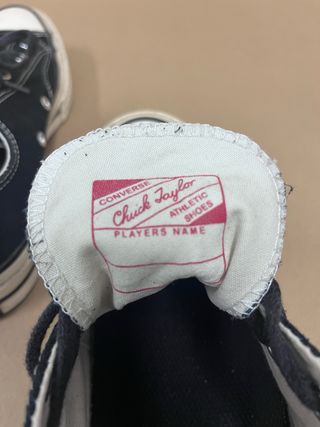 CONVERSE
Chuck Taylor
ATHLETIC
SHOES
PLAYERS NAME